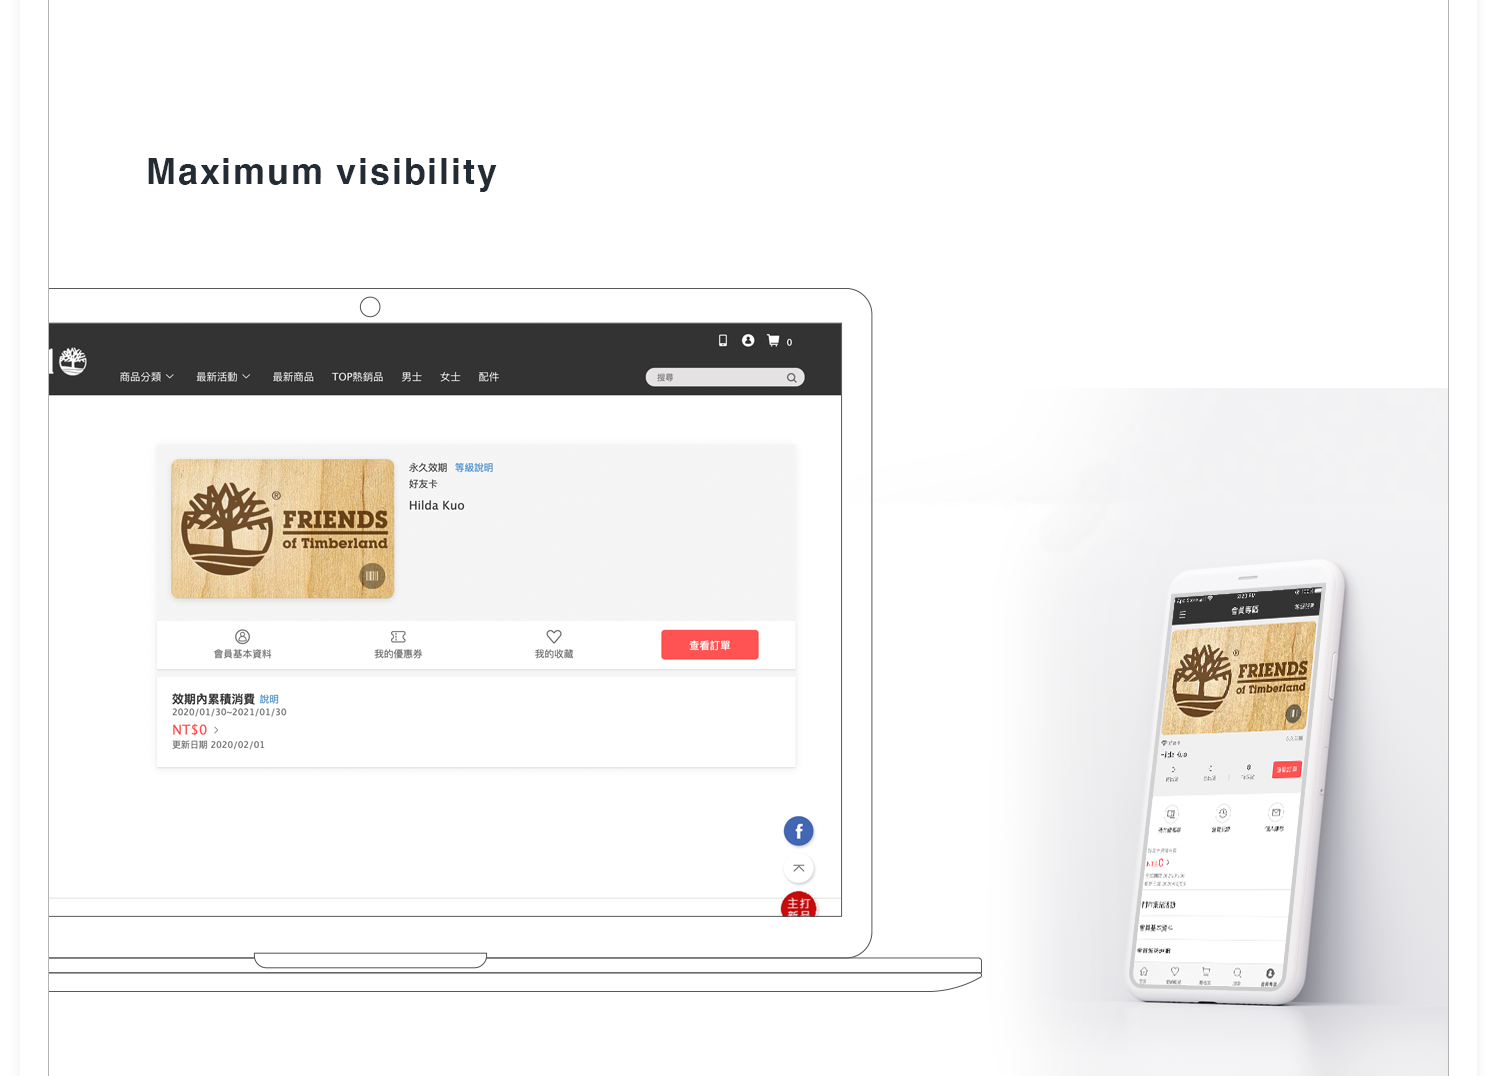 Maximum visibility
0
商品分類 最新活動 最新商品 TOP熱銷品 男士 女士 配件
搜尋
永久效期 等級說明
好友卡
Hilda Kuo
®
FRIENDS
of Timberland
會員基本資料 我的優惠券 我的收藏 查看訂單
效期內累積消費 說明
2020/01/30~2021/01/30
NT$0
更新日期 2020/02/01
f
主打
新品
會員專區
®
FRIENDS
of Timberland